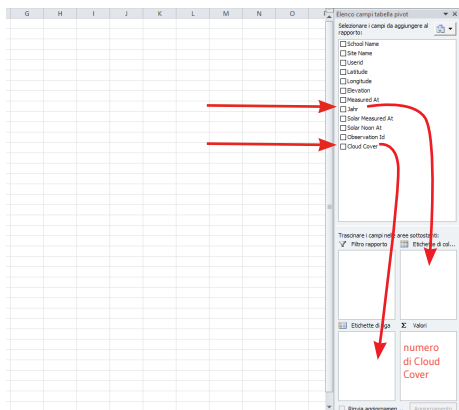 G H I J K L M N O
Elenco campi tabella pivot
Selezionare i campi da aggiungere al
rapporto:
School Name
Site Name
Userid
Latitude
Longitude
Elevation
Measured At
Jahr
Solar Measured At
Solar Noon At
Observation Id
Cloud Cover
Trascinare i campi nelle aree sottostanti:
Filtro rapporto
Etichette di col...
Etichette di riga
Σ Valori
numero
di Cloud
Cover
Rinvia aggiornamen
Aggiornamento